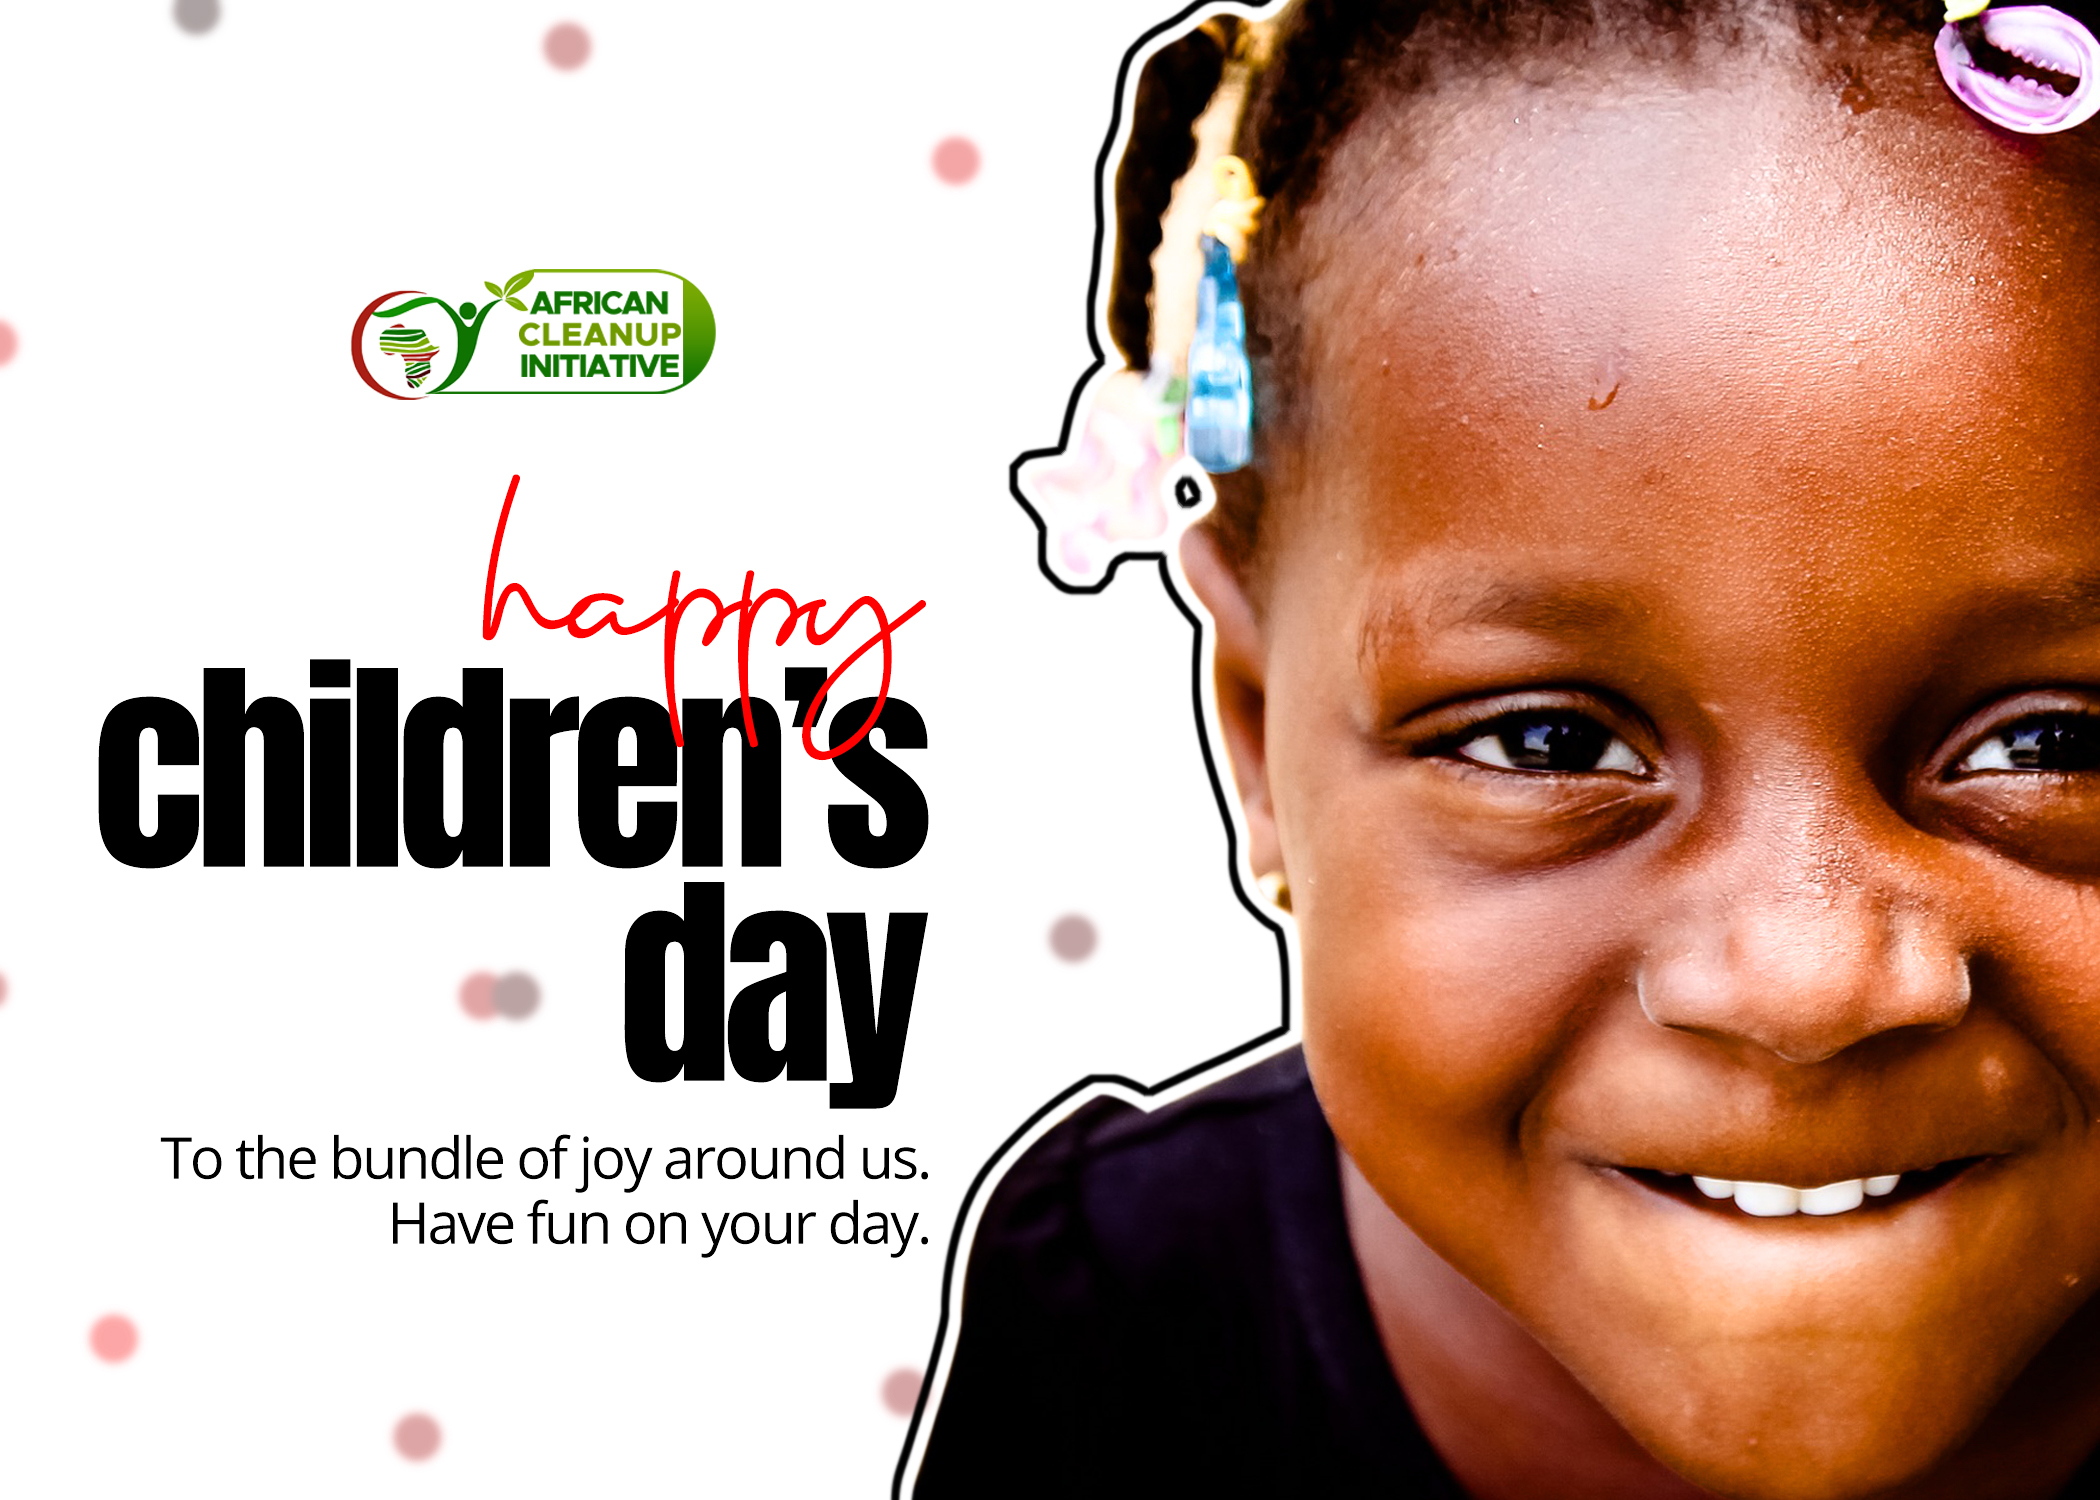 AFRICAN
CLEANUP
INITIATIVE
happy
children’s
day
To the bundle of joy around us.
Have fun on your day.